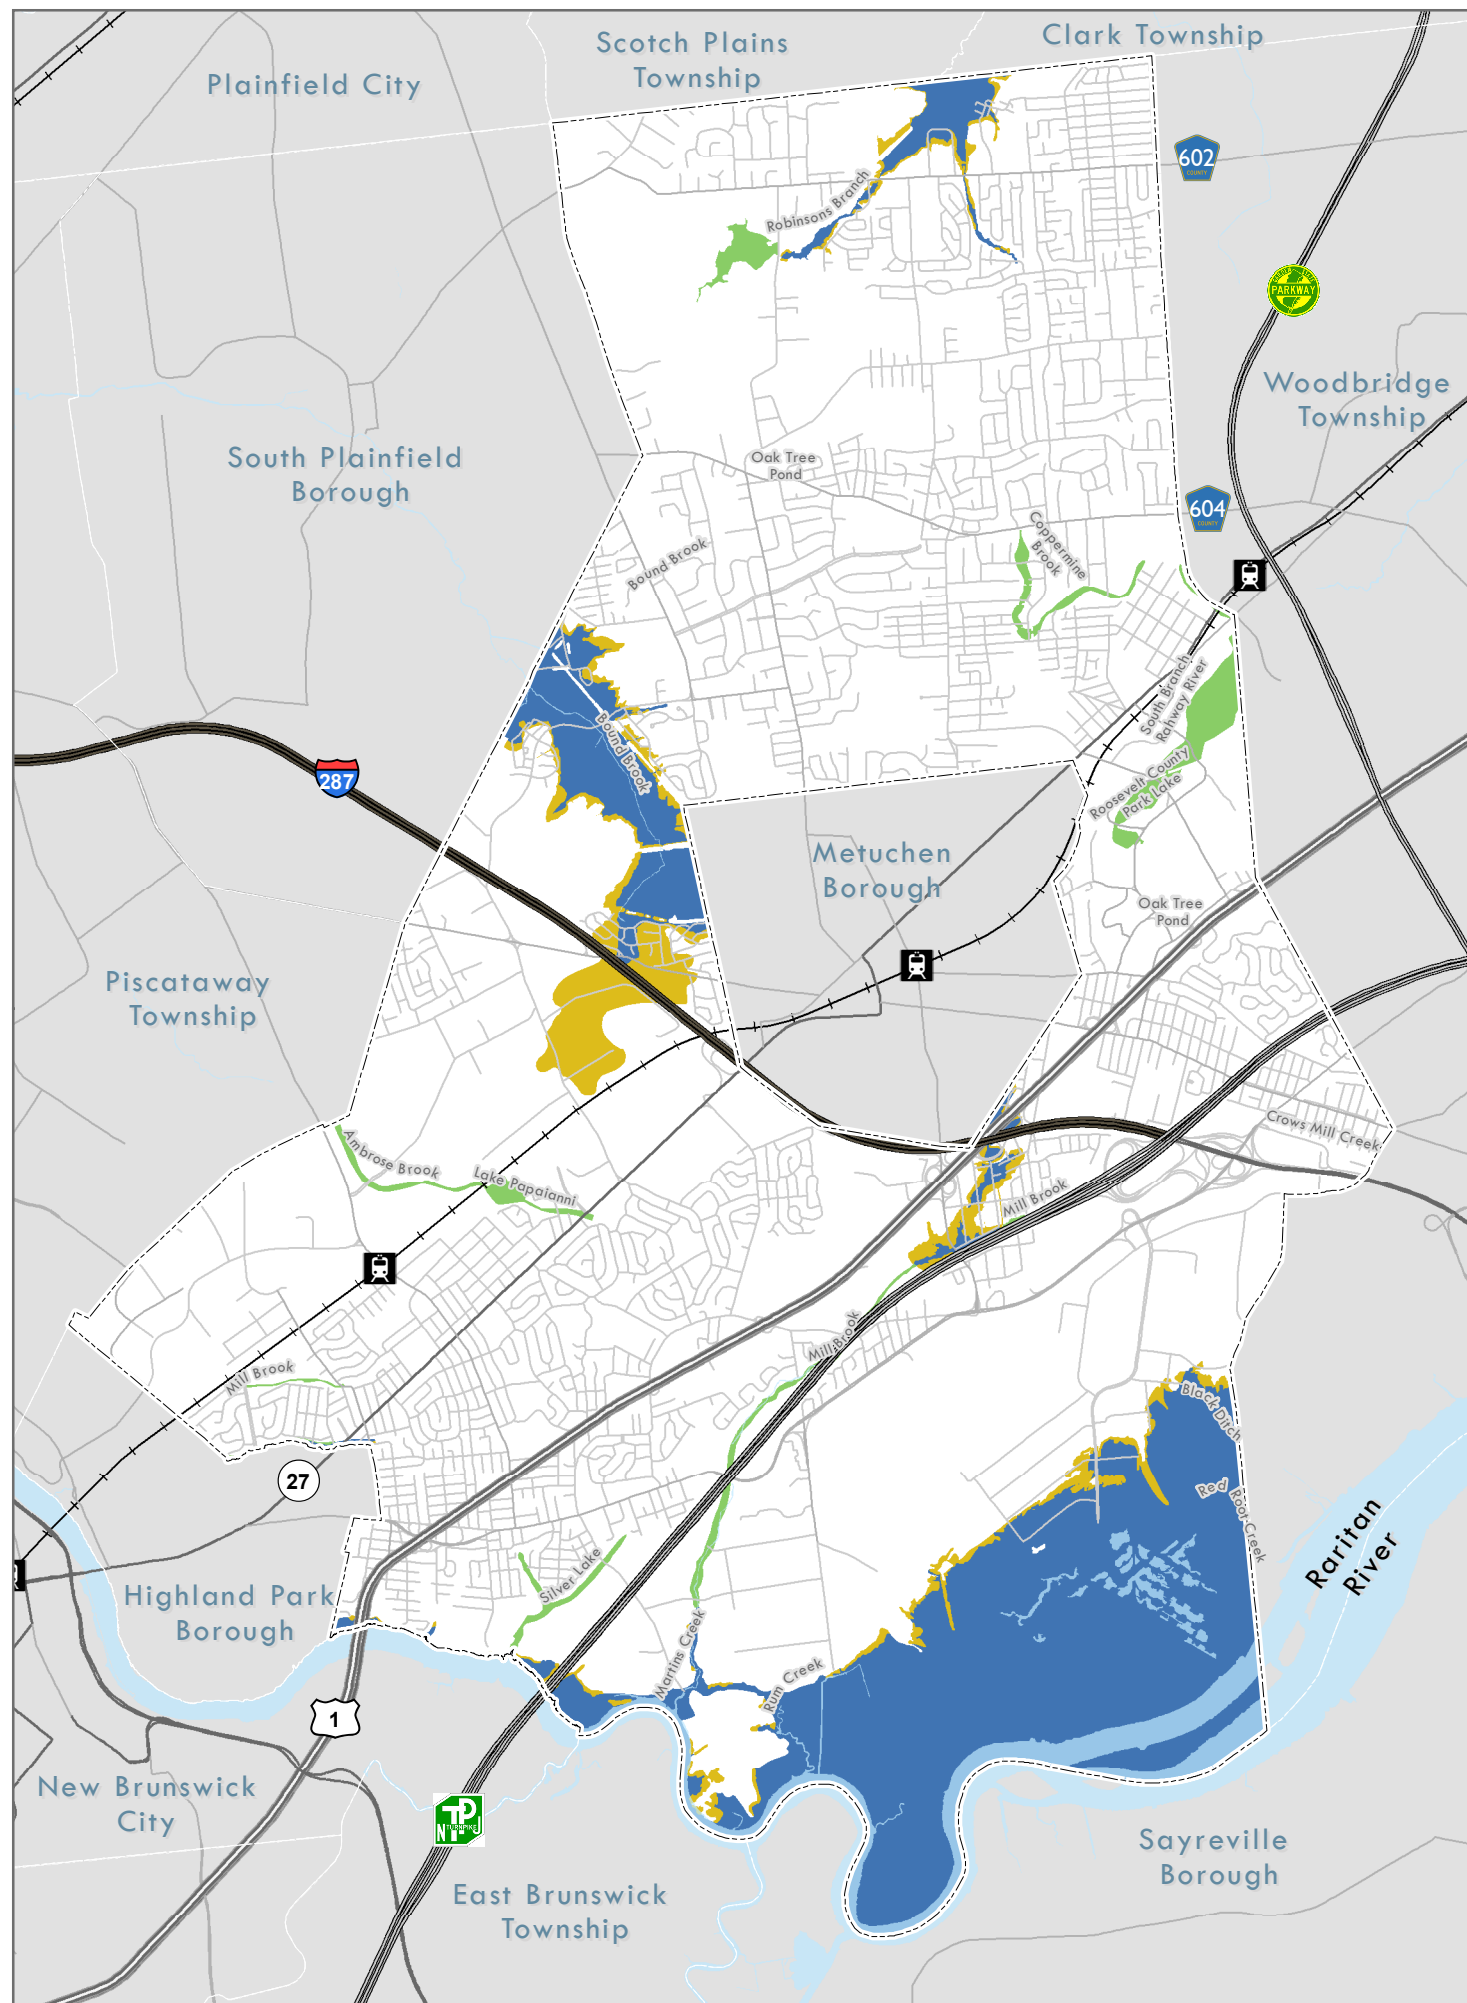 Clark Township
Scotch Plains
Township
Plainfield City
602
COUNTY
Robinsons Branch
PARKWAY
Woodbridge
Township
South Plainfield
Borough
Oak Tree
Pond
604
COUNTY
Coppermine
Brook
Bound Brook
South Branch
Rahway River
Bound Brook
287
Roosevelt County
Park Lake
Metuchen
Borough
Oak Tree
Pond
Piscataway
Township
Crows Mill Creek
Ambrose Brook
Lake Papaianni
Mill Brook
Mill Brook
Mill Brook
Black Ditch
27
Red Root Creek
Raritan
River
Silver Lake
Highland Park
Borough
Martins Creek
Rum Creek
1
New Brunswick
City
TP
N TURNPIKE J
Sayreville
Borough
East Brunswick
Township